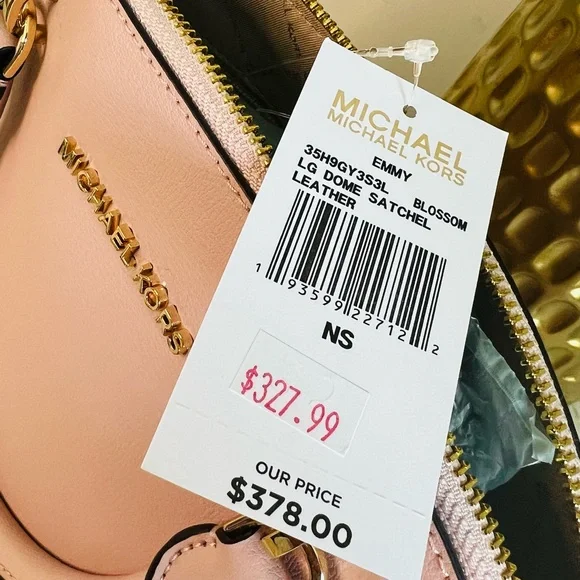 MICHAEL KORS
MICHAEL
MICHAEL KORS
EMMY
35H9GY3S3L BLOSSOM
LG DOME SATCHEL
LEATHER
1 93599 22712 2
NS
$327.99
OUR PRICE
$378.00